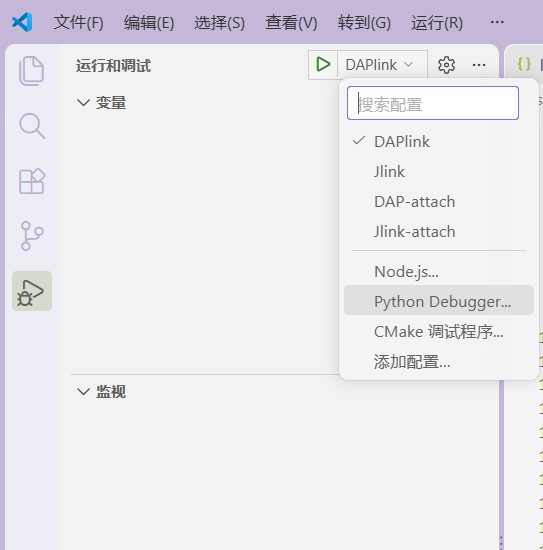 文件(F) 编辑(E) 选择(S) 查看(V) 转到(G) 运行(R) ···
运行和调试 DAPlink ···
变量
搜索配置
DAPlink
Jlink
DAP-attach
Jlink-attach
Node.js...
Python Debugger...
CMake 调试程序...
添加配置...
监视